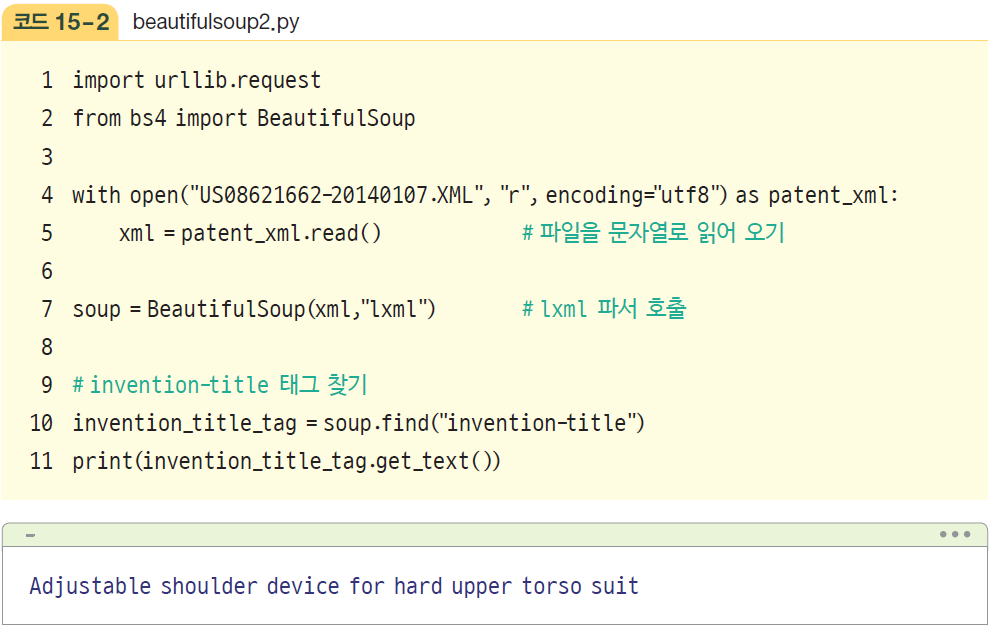 코드 15-2 beautifulsoup2.py
1 import urllib.request
2 from bs4 import BeautifulSoup
3
4 with open("US08621662-20140107.XML", "r", encoding="utf8") as patent_xml:
5     xml = patent_xml.read()          # 파일을 문자열로 읽어 오기
6
7 soup = BeautifulSoup(xml,"lxml")     # lxml 파서 호출
8
9 # invention-title 태그 찾기
10 invention_title_tag = soup.find("invention-title")
11 print(invention_title_tag.get_text())
Adjustable shoulder device for hard upper torso suit